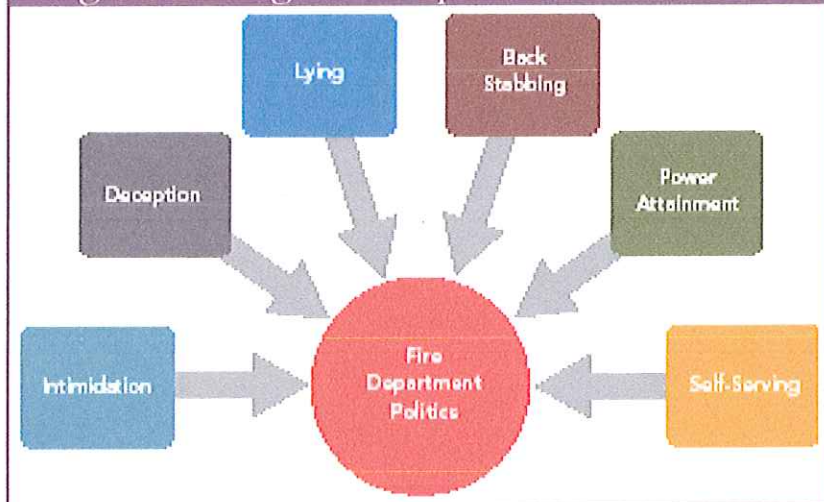 Lying
Back
Stabbing
Deception
Power
Attainment
Intimidation
Fire
Department
Politics
Self-Serving